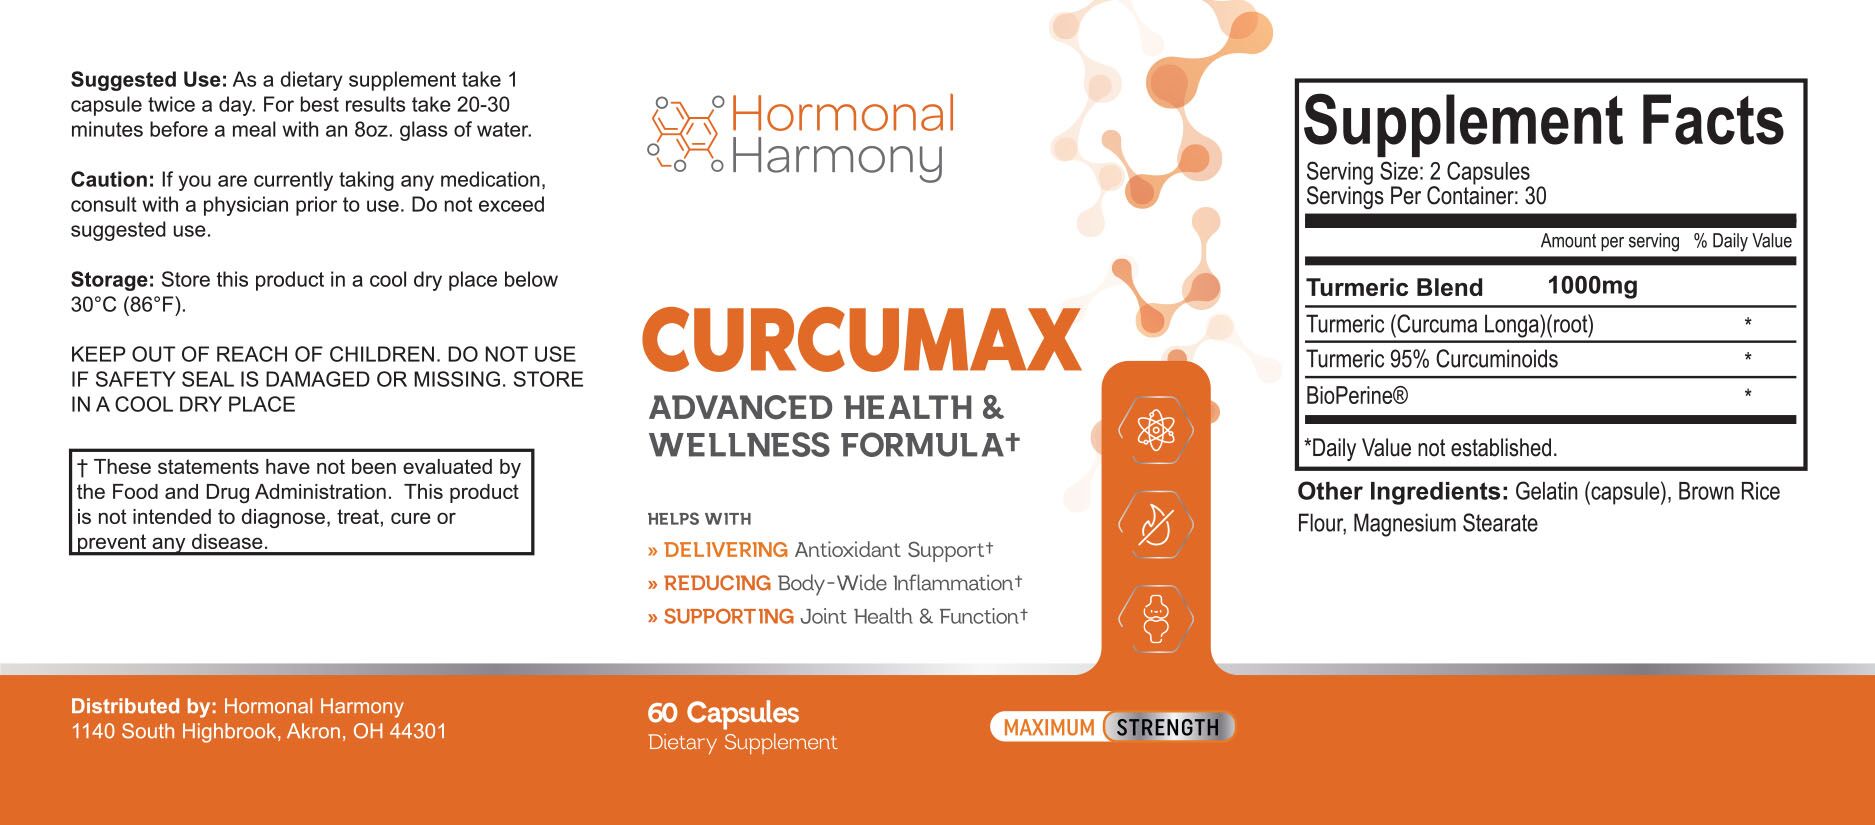 Suggested Use: As a dietary supplement take 1
capsule twice a day. For best results take 20-30
minutes before a meal with an 8oz. glass of water.
Caution: If you are currently taking any medication,
consult with a physician prior to use. Do not exceed
suggested use.
Storage: Store this product in a cool dry place below
30°C (86°F).
KEEP OUT OF REACH OF CHILDREN. DO NOT USE
IF SAFETY SEAL IS DAMAGED OR MISSING. STORE
IN A COOL DRY PLACE
† These statements have not been evaluated by
the Food and Drug Administration. This product
is not intended to diagnose, treat, cure or
prevent any disease.
Distributed by: Hormonal Harmony
1140 South Highbrook, Akron, OH 44301
Hormonal
Harmony
CURCUMAX
ADVANCED HEALTH &
WELLNESS FORMULA†
HELPS WITH
» DELIVERING Antioxidant Support†
» REDUCING Body-Wide Inflammation†
» SUPPORTING Joint Health & Function†
60 Capsules
Dietary Supplement
MAXIMUM STRENGTH
Supplement Facts
Serving Size: 2 Capsules
Servings Per Container: 30
Amount per serving % Daily Value
Turmeric Blend 1000mg
Turmeric (Curcuma Longa)(root) *
Turmeric 95% Curcuminoids *
BioPerine® *
*Daily Value not established.
Other Ingredients: Gelatin (capsule), Brown Rice
Flour, Magnesium Stearate